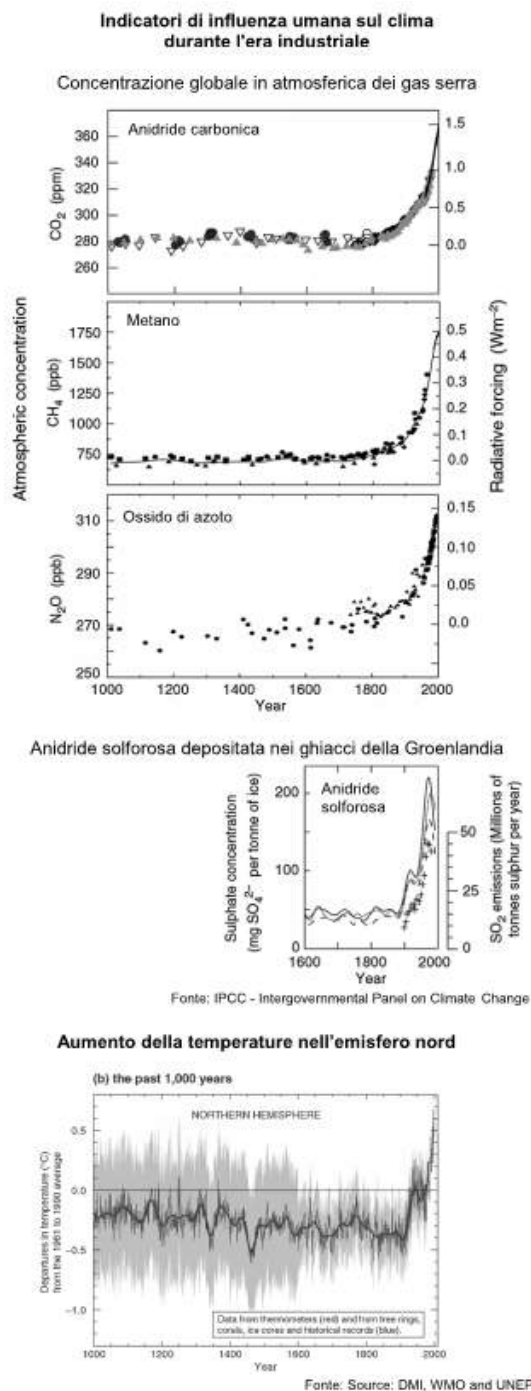 Indicatori di influenza umana sul clima
durante l'era industriale
Concentrazione globale in atmosferica dei gas serra
Atmospheric concentration
Radiative forcing (Wm⁻²)
Anidride carbonica
CO₂ (ppm)
360
340
320
300
280
260
1.5
1.0
0.5
0.0
Metano
CH₄ (ppb)
1750
1500
1250
1000
750
0.5
0.4
0.3
0.2
0.1
0.0
Ossido di azoto
N₂O (ppb)
310
290
270
250
0.15
0.10
0.05
0.0
1000 1200 1400 1600 1800 2000
Year
Anidride solforosa depositata nei ghiacci della Groenlandia
Anidride
solforosa
Sulphate concentration
(mg SO₄²⁻ per tonne of ice)
200
100
0
50
25
0
SO₂ emissions (Millions of
tonnes sulphur per year)
1600 1800 2000
Year
Fonte: IPCC - Intergovernmental Panel on Climate Change
Aumento della temperature nell'emisfero nord
(b) the past 1,000 years
NORTHERN HEMISPHERE
Departures in temperature (°C)
from the 1961 to 1990 average
0.5
0.0
−0.5
−1.0
Data from thermometers (red) and from tree rings,
corals, ice cores and historical records (blue).
1000 1200 1400 1600 1800 2000
Year
Fonte: Source: DMI, WMO and UNEP